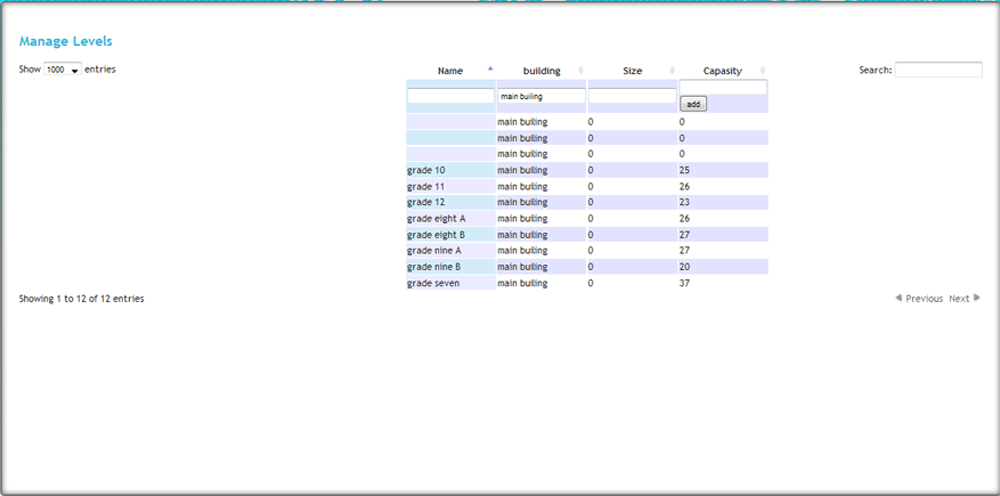 Manage Levels
Show 1000 entries
Search:
Name building Size Capasity
main builing
add
main builing 0 0
main builing 0 0
main builing 0 0
grade 10 main builing 0 25
grade 11 main builing 0 26
grade 12 main builing 0 23
grade eight A main builing 0 26
grade eight B main builing 0 27
grade nine A main builing 0 27
grade nine B main builing 0 20
grade seven main builing 0 37
Showing 1 to 12 of 12 entries
Previous Next